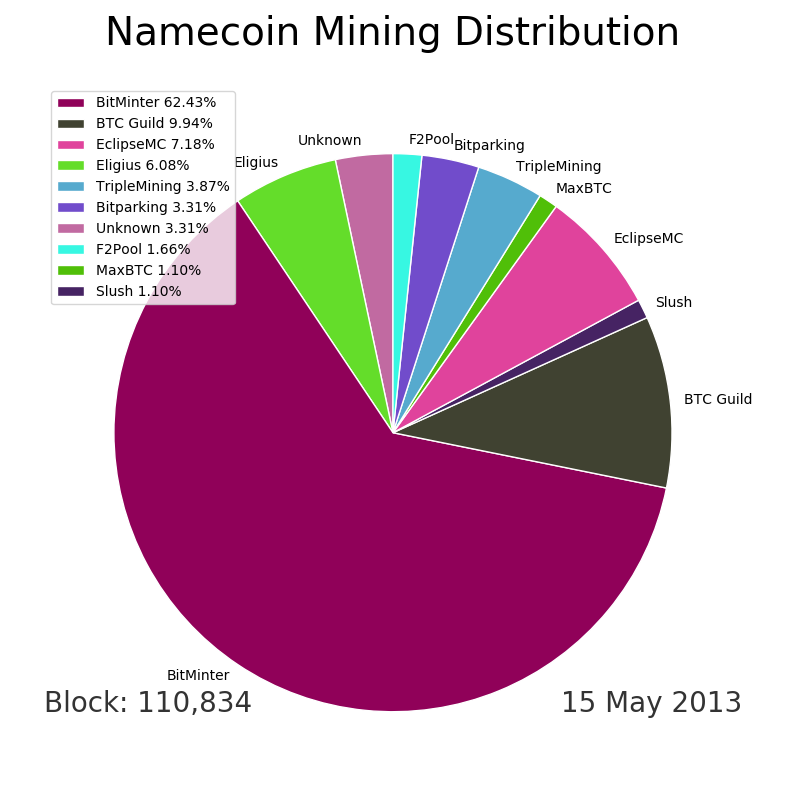 Namecoin Mining Distribution
BitMinter 62.43%
BTC Guild 9.94%
EclipseMC 7.18%
Eligius 6.08%
TripleMining 3.87%
Bitparking 3.31%
Unknown 3.31%
F2Pool 1.66%
MaxBTC 1.10%
Slush 1.10%
Eligius
Unknown
F2Pool
Bitparking
TripleMining
MaxBTC
EclipseMC
Slush
BTC Guild
BitMinter
Block: 110,834
15 May 2013